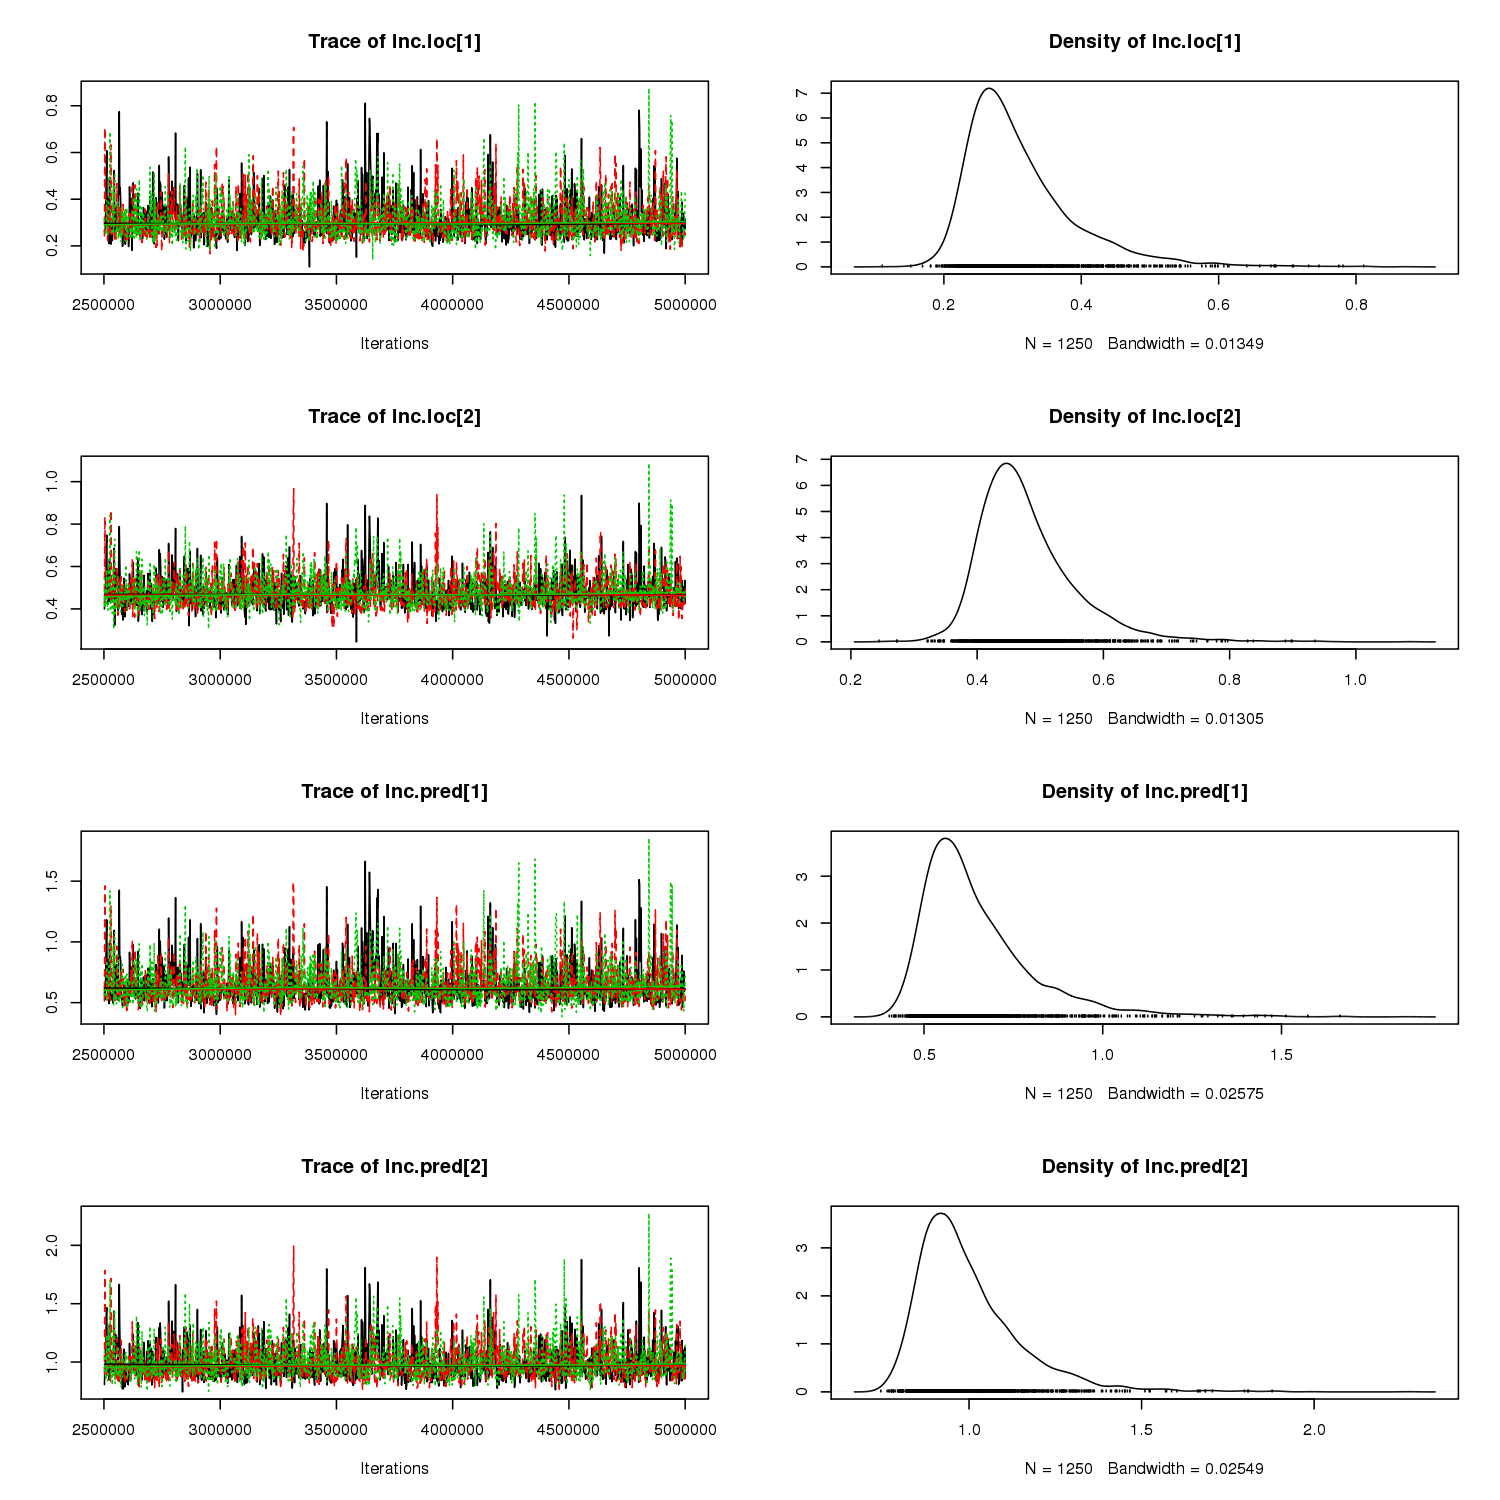 Trace of Inc.loc[1]
0.2 0.4 0.6 0.8
2500000 3000000 3500000 4000000 4500000 5000000
Iterations
Density of Inc.loc[1]
0 1 2 3 4 5 6 7
0.2 0.4 0.6 0.8
N = 1250 Bandwidth = 0.01349
Trace of Inc.loc[2]
0.4 0.6 0.8 1.0
2500000 3000000 3500000 4000000 4500000 5000000
Iterations
Density of Inc.loc[2]
0 1 2 3 4 5 6 7
0.2 0.4 0.6 0.8 1.0
N = 1250 Bandwidth = 0.01305
Trace of Inc.pred[1]
0.5 1.0 1.5
2500000 3000000 3500000 4000000 4500000 5000000
Iterations
Density of Inc.pred[1]
0 1 2 3
0.5 1.0 1.5
N = 1250 Bandwidth = 0.02575
Trace of Inc.pred[2]
1.0 1.5 2.0
2500000 3000000 3500000 4000000 4500000 5000000
Iterations
Density of Inc.pred[2]
0 1 2 3
1.0 1.5 2.0
N = 1250 Bandwidth = 0.02549